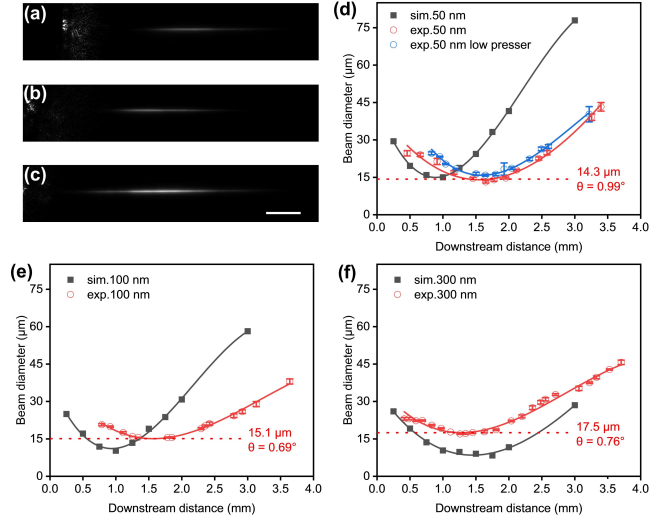 (a)
(b)
(c)
(d)
sim.50 nm
exp.50 nm
exp.50 nm low presser
75
60
45
30
15
0
Beam diameter (μm)
14.3 μm
θ = 0.99°
0.0 0.5 1.0 1.5 2.0 2.5 3.0 3.5 4.0
Downstream distance (mm)
(e)
sim.100 nm
exp.100 nm
75
60
45
30
15
0
Beam diameter (μm)
15.1 μm
θ = 0.69°
0.0 0.5 1.0 1.5 2.0 2.5 3.0 3.5 4.0
Downstream distance (mm)
(f)
sim.300 nm
exp.300 nm
75
60
45
30
15
0
Beam diameter (μm)
17.5 μm
θ = 0.76°
0.0 0.5 1.0 1.5 2.0 2.5 3.0 3.5 4.0
Downstream distance (mm)